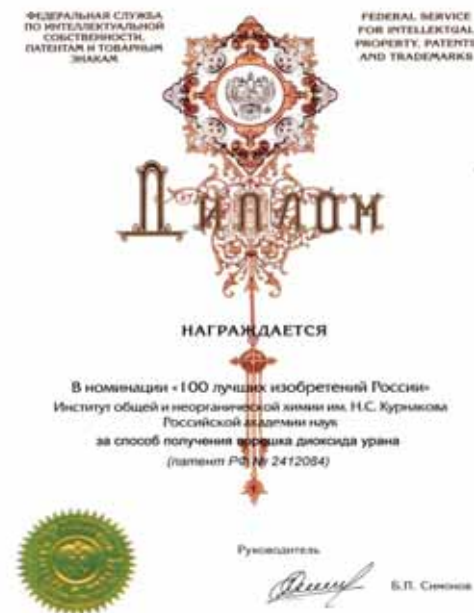 ФЕДЕРАЛЬНАЯ СЛУЖБА
ПО ИНТЕЛЛЕКТУАЛЬНОЙ
СОБСТВЕННОСТИ,
ПАТЕНТАМ И ТОВАРНЫМ
ЗНАКАМ
FEDERAL SERVICE
FOR INTELLEKTUAL
PROPERTY, PATENTS
AND TRADEMARKS
ДИПЛОМ
НАГРАЖДАЕТСЯ
В номинации «100 лучших изобретений России»
Институт общей и неорганической химии им. Н.С. Курнакова
Российской академии наук
за способ получения порошка диоксида урана
(патент РФ № 2412084)
Руководитель
Б.П. Симонов